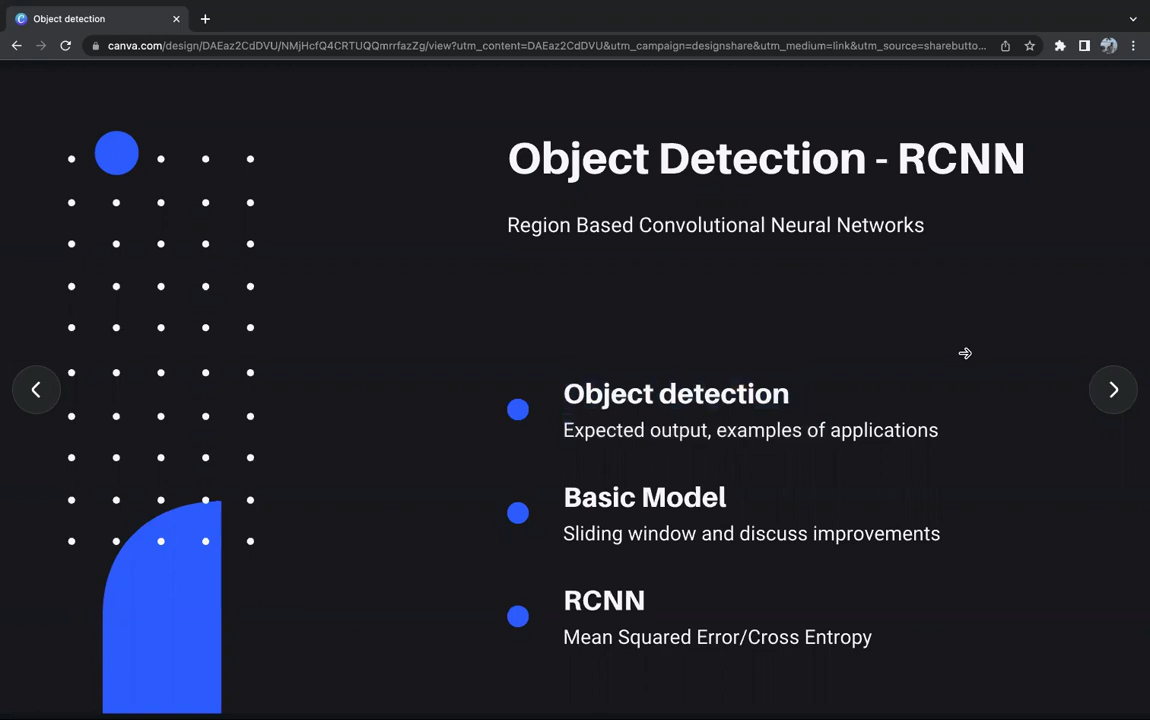 Object detection
canva.com/design/DAEaz2CdDVU/NMjHcfQ4CRTUQQmrrfazZg/view?utm_content=DAEaz2CdDVU&utm_campaign=designshare&utm_medium=link&utm_source=sharebutto...
Object Detection - RCNN
Region Based Convolutional Neural Networks
Object detection
Expected output, examples of applications
Basic Model
Sliding window and discuss improvements
RCNN
Mean Squared Error/Cross Entropy